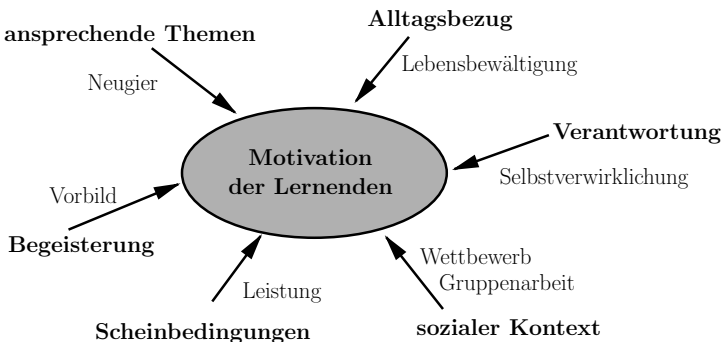 Alltagsbezug
ansprechende Themen
Lebensbewältigung
Neugier
Verantwortung
Motivation
der Lernenden
Selbstverwirklichung
Vorbild
Begeisterung
Wettbewerb
Gruppenarbeit
Leistung
Scheinbedingungen
sozialer Kontext